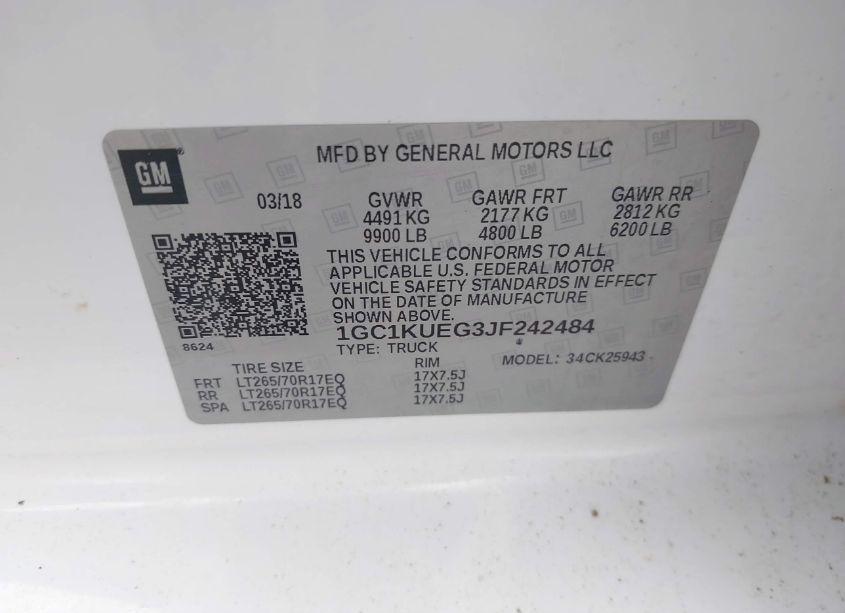 GM
MFD BY GENERAL MOTORS LLC
03/18 GVWR GAWR FRT GAWR RR
4491 KG 2177 KG 2812 KG
9900 LB 4800 LB 6200 LB
THIS VEHICLE CONFORMS TO ALL
APPLICABLE U.S. FEDERAL MOTOR
VEHICLE SAFETY STANDARDS IN EFFECT
ON THE DATE OF MANUFACTURE
SHOWN ABOVE.
1GC1KUEG3JF242484
8624
TYPE: TRUCK MODEL: 34CK25943
TIRE SIZE RIM
FRT LT265/70R17EQ 17X7.5J
RR LT265/70R17EQ 17X7.5J
SPA LT265/70R17EQ 17X7.5J